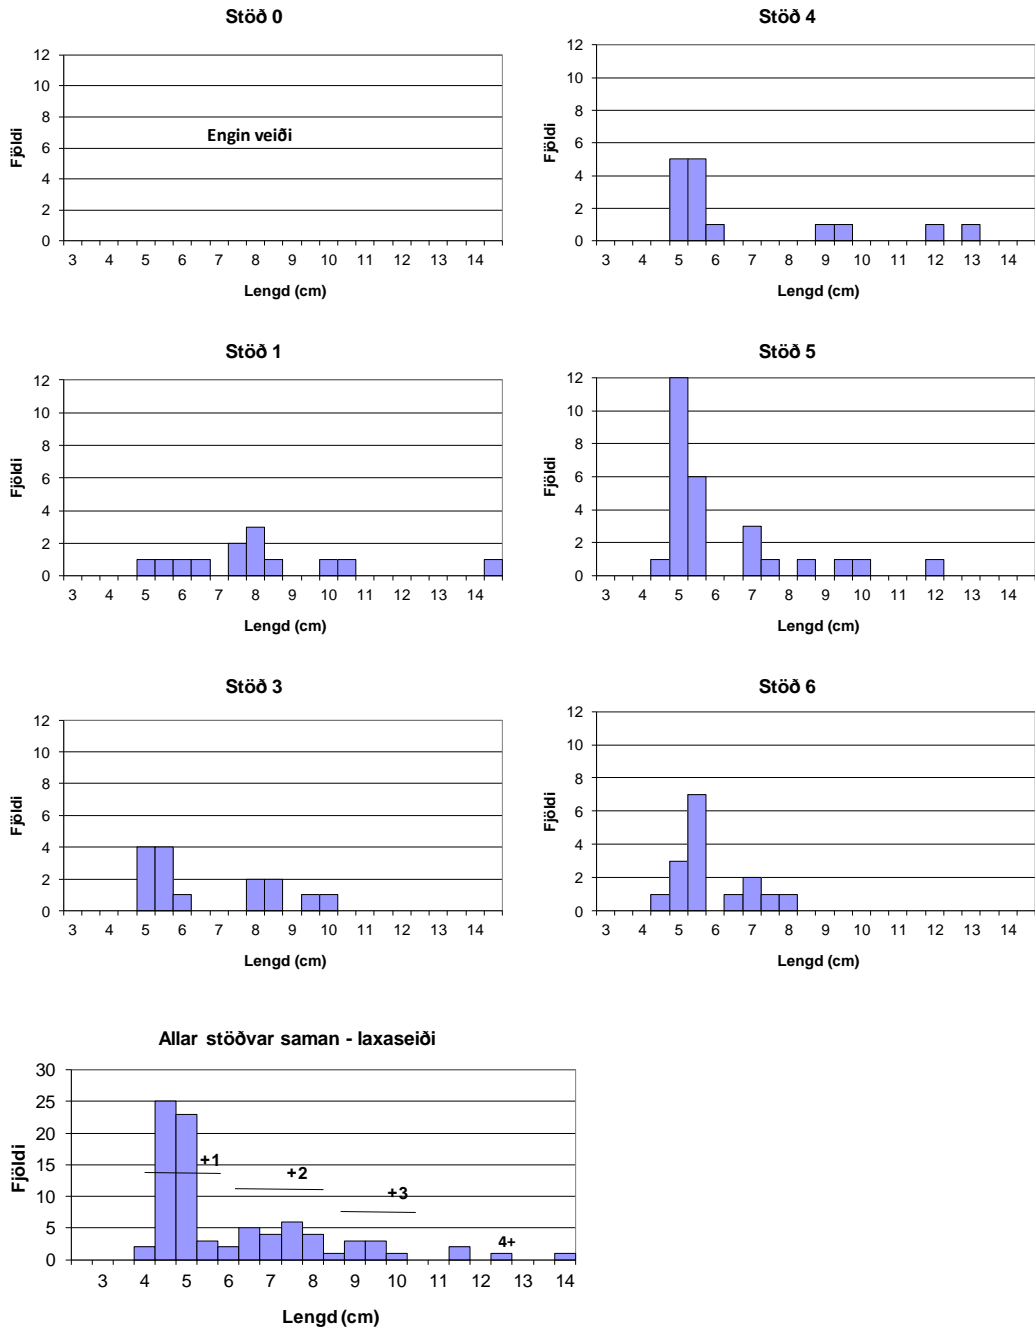 Stöð 0
12
10
8
6
4
2
0
Fjöldi
Engin veiði
3 4 5 6 7 8 9 10 11 12 13 14
Lengd (cm)
Stöð 4
12
10
8
6
4
2
0
Fjöldi
3 4 5 6 7 8 9 10 11 12 13 14
Lengd (cm)
Stöð 1
12
10
8
6
4
2
0
Fjöldi
3 4 5 6 7 8 9 10 11 12 13 14
Lengd (cm)
Stöð 5
12
10
8
6
4
2
0
Fjöldi
3 4 5 6 7 8 9 10 11 12 13 14
Lengd (cm)
Stöð 3
12
10
8
6
4
2
0
Fjöldi
3 4 5 6 7 8 9 10 11 12 13 14
Lengd (cm)
Stöð 6
12
10
8
6
4
2
0
Fjöldi
3 4 5 6 7 8 9 10 11 12 13 14
Lengd (cm)
Allar stöðvar saman - laxaseiði
30
25
20
15
10
5
0
Fjöldi
+1
+2
+3
4+
3 4 5 6 7 8 9 10 11 12 13 14
Lengd (cm)